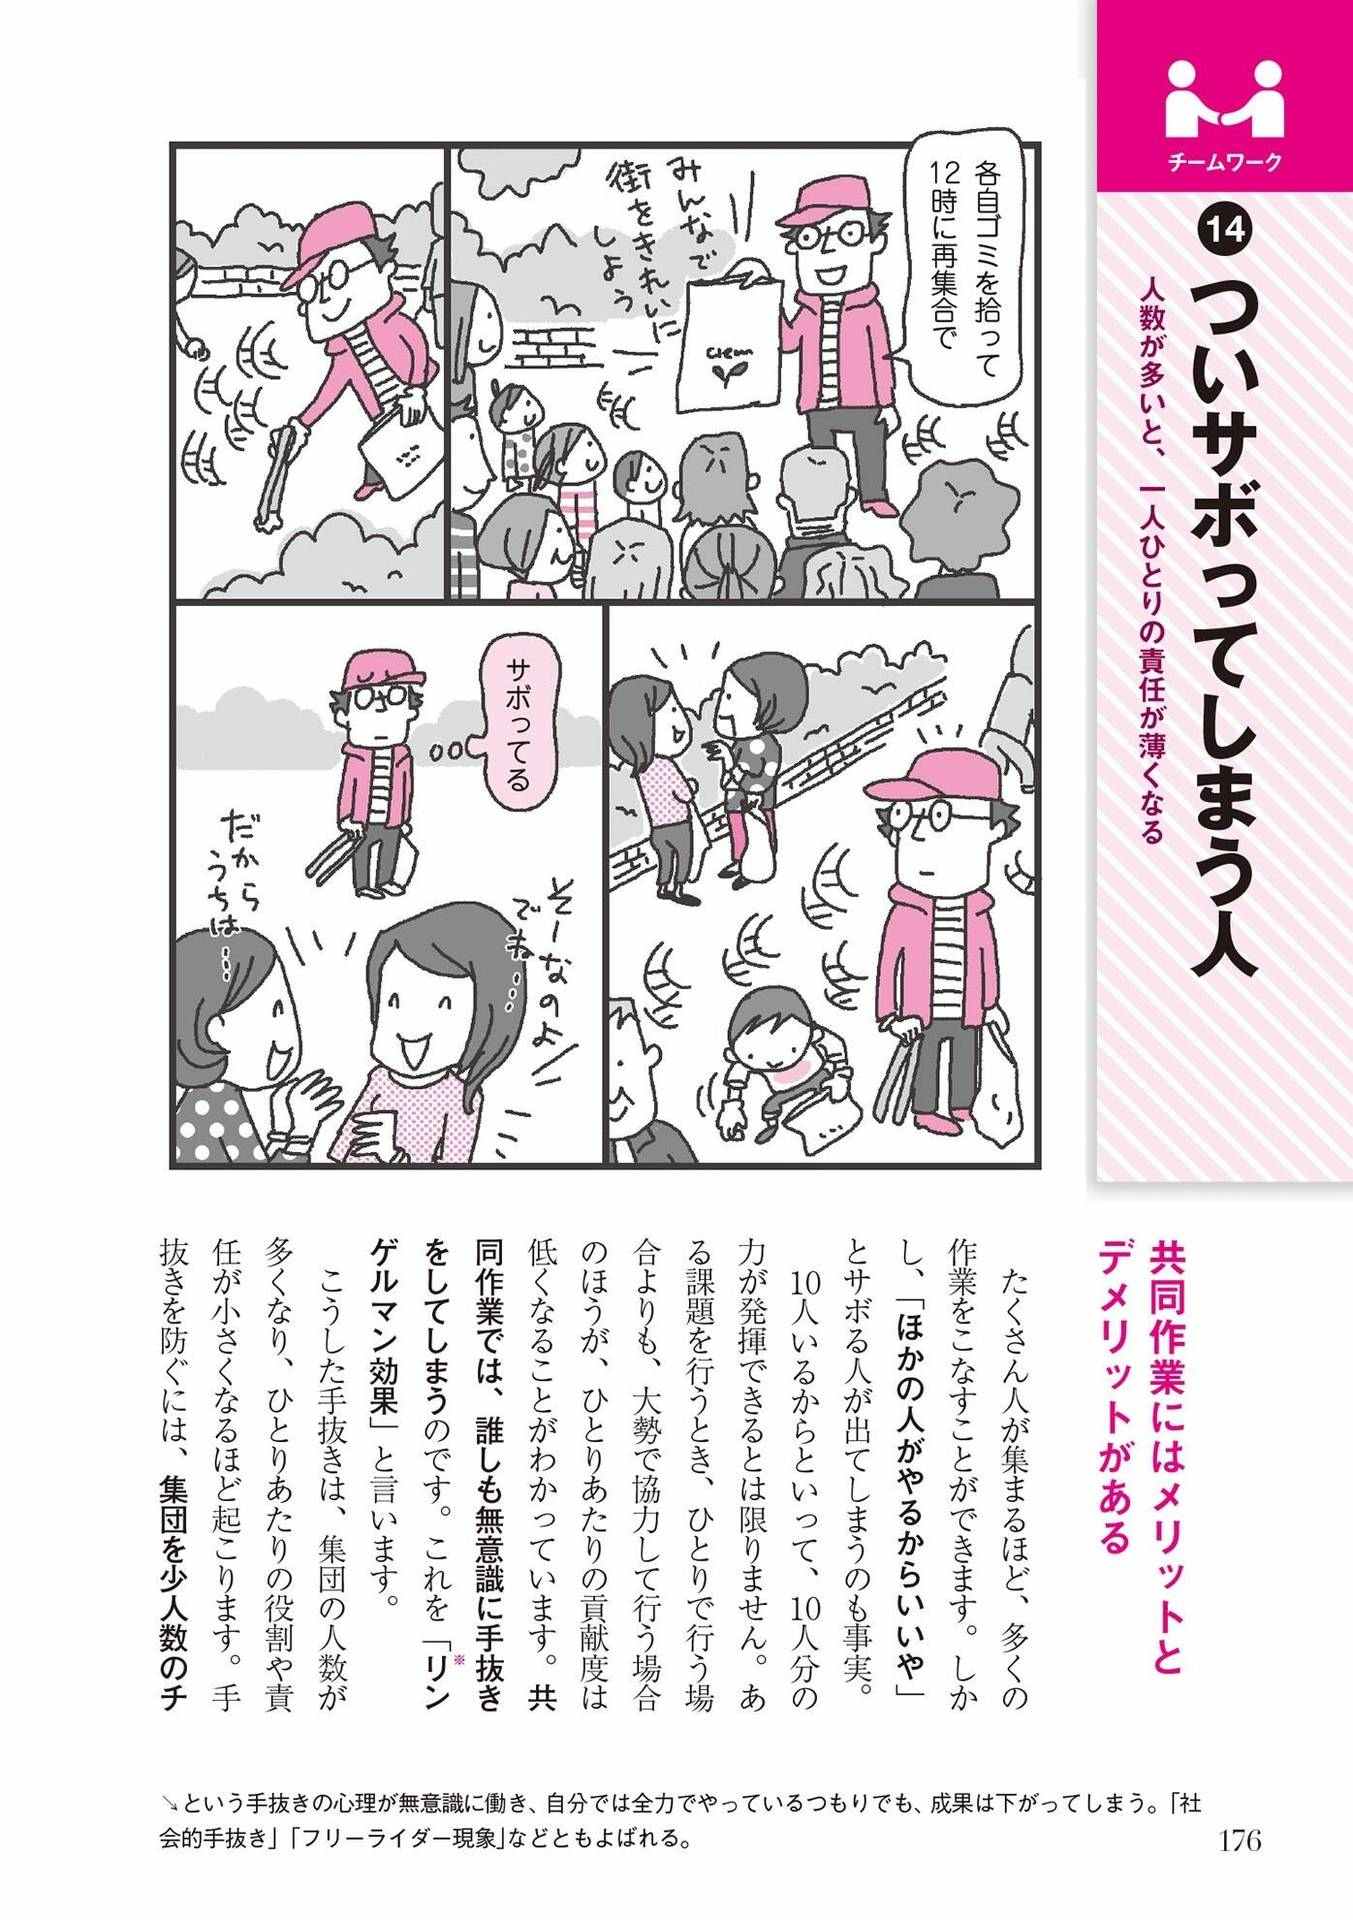 チームワーク
14
ついサボってしまう人
人数が多いと、一人ひとりの責任が薄くなる
各自ゴミを拾って
12時に再集合で
みんなで
街をきれいに
しよう
clean
サボってる
そーなのよ
でね…
だから
うちは…
共同作業にはメリットと
デメリットがある
たくさん人が集まるほど、多くの
作業をこなすことができます。しか
し、「ほかの人がやるからいいや」
とサボる人が出てしまうのも事実。
10人いるからといって、10人分の
力が発揮できるとは限りません。あ
る課題を行うとき、ひとりで行う場
合よりも、大勢で協力して行う場合
のほうが、ひとりあたりの貢献度は
低くなることがわかっています。共
同作業では、誰しも無意識に手抜き
をしてしまうのです。これを「リン
※
ゲルマン効果」と言います。
こうした手抜きは、集団の人数が
多くなり、ひとりあたりの役割や責
任が小さくなるほど起こります。手
抜きを防ぐには、集団を少人数のチ
↘という手抜きの心理が無意識に働き、自分では全力でやっているつもりでも、成果は下がってしまう。「社
会的手抜き」「フリーライダー現象」などともよばれる。
176